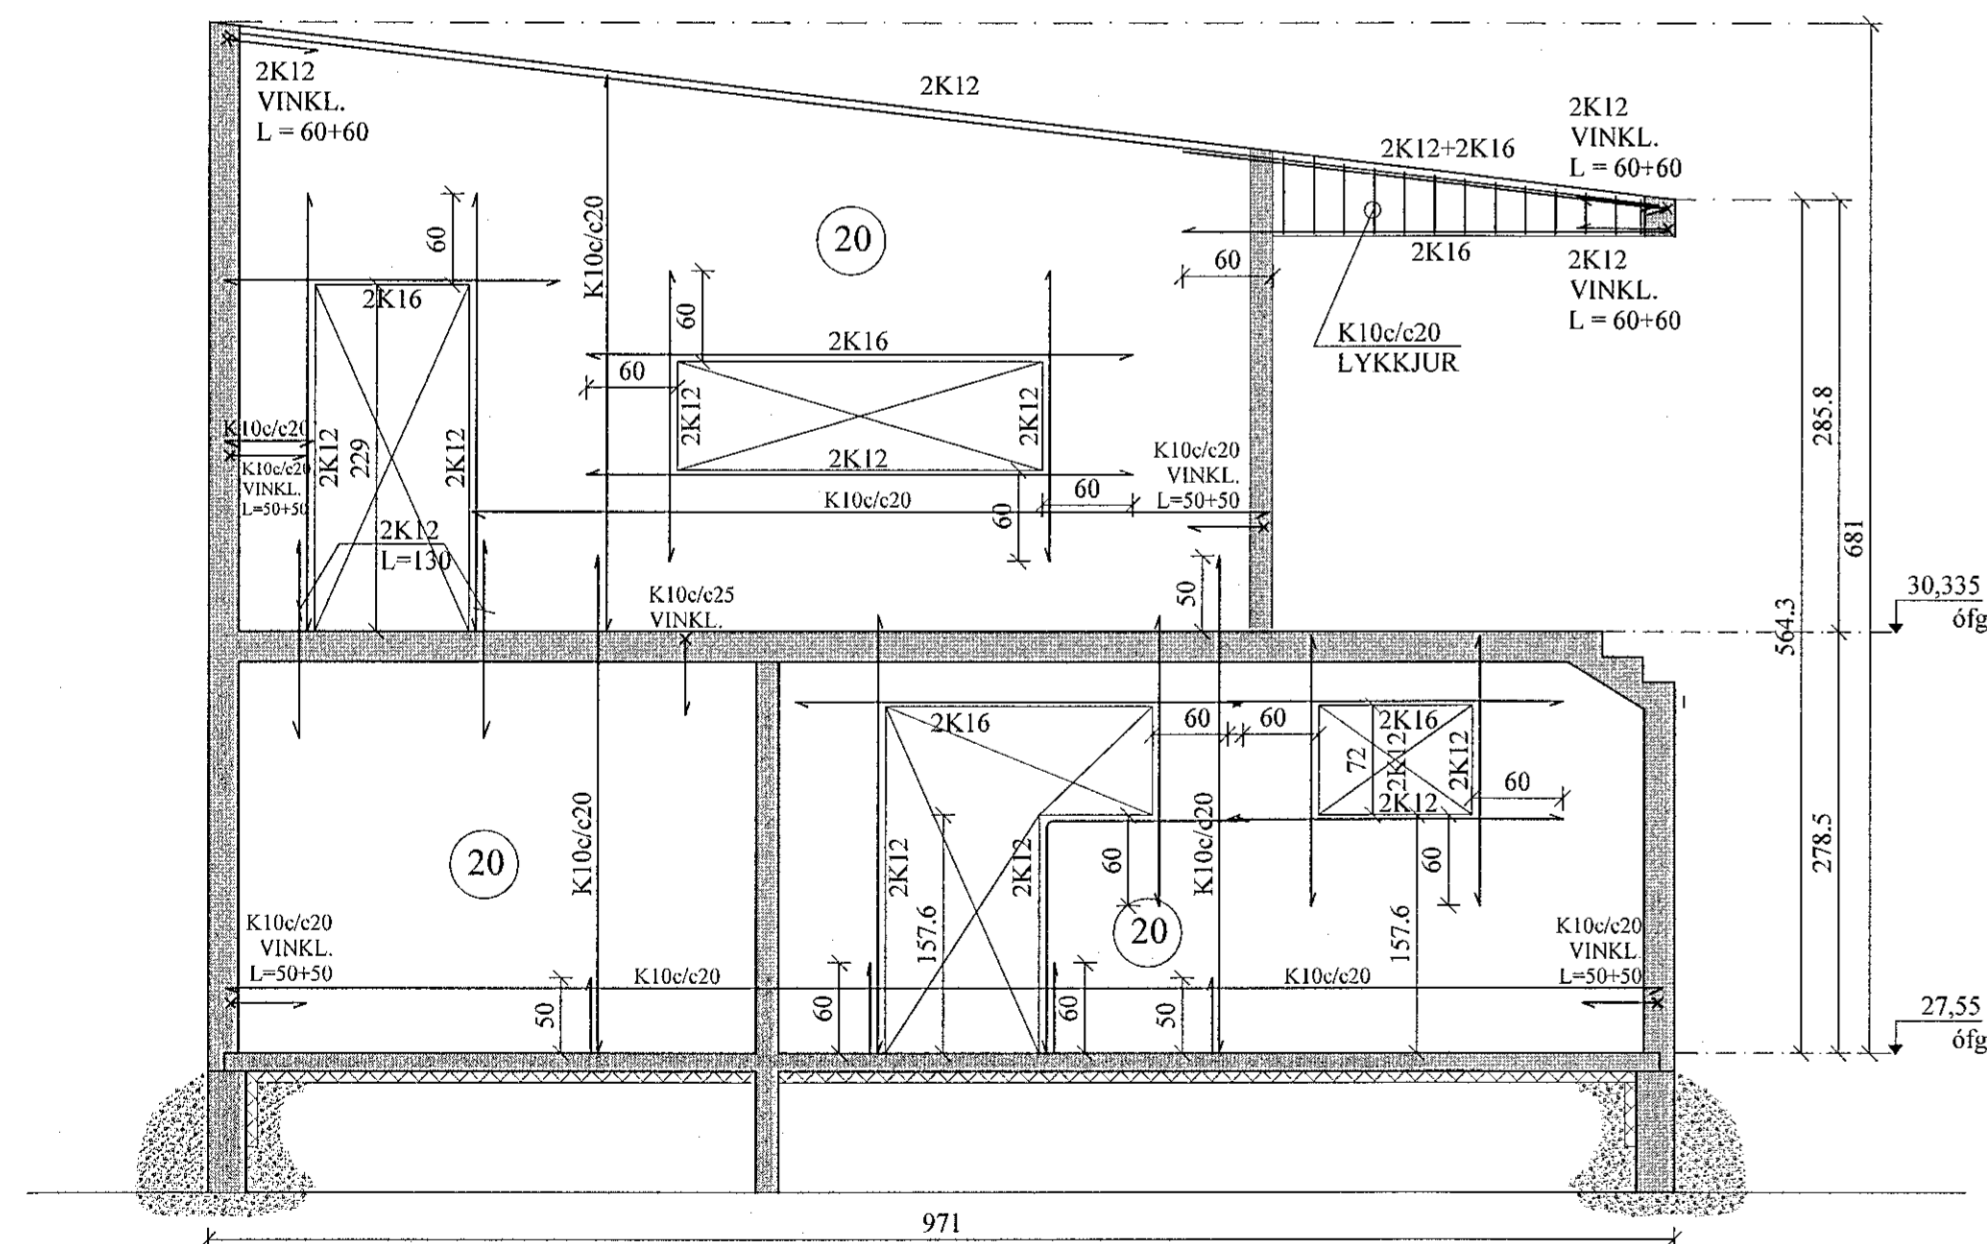 2K12
VINKL.
L = 60+60
2K12
2K12+2K16
2K12
VINKL.
L = 60+60
60
K10c/c20
20
2K16
2K16
60
2K12
VINKL.
L = 60+60
60
2K16
60
K10c/c20
LYKKJUR
2K12
2K12
2K12
K10c/c20
VINKL.
L=50+50
60
K10c/c20
60
K10c/c20
K10c/c20
VINKL.
L=50+50
2K12
229
2K12
2K12
L=130
K10c/c25
VINKL.
50
285.8
681
564.3
278.5
30,335
ófg
2K16
60
60
2K16
72
2K12
2K12
2K12
60
20
K10c/c20
2K12
157.6
2K12
60
K10c/c20
20
157.6
60
K10c/c20
VINKL.
L=50+50
K10c/c20
50
60
60
50
K10c/c20
K10c/c20
VINKL.
L=50+50
27,55
ófg
971